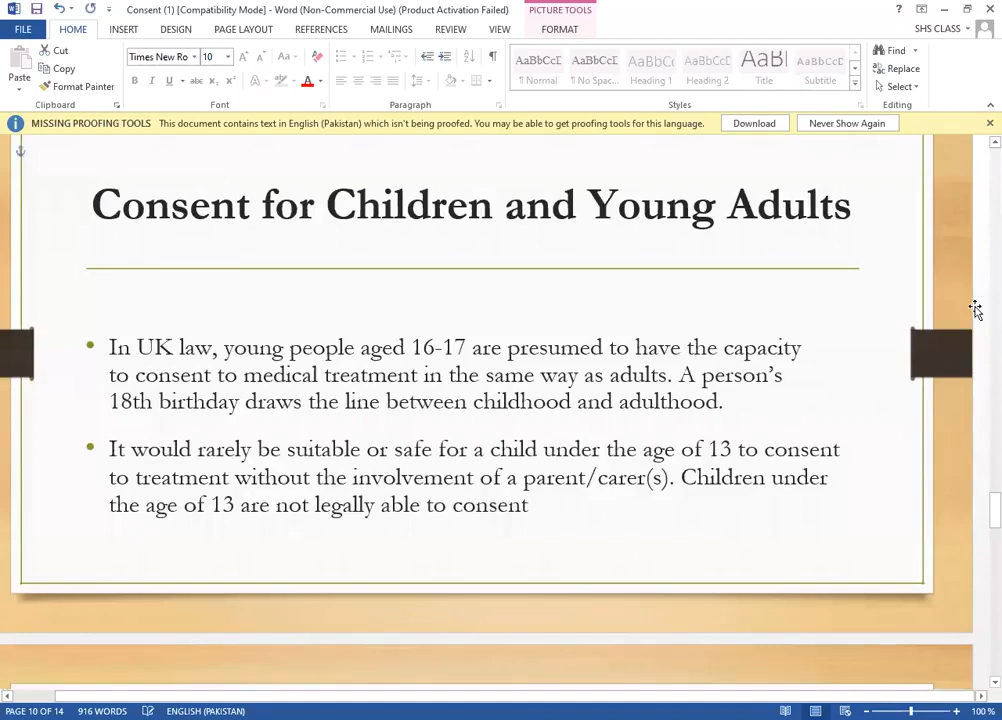 Consent (1) [Compatibility Mode] - Word (Non-Commercial Use) (Product Activation Failed)
PICTURE TOOLS
FILE HOME INSERT DESIGN PAGE LAYOUT REFERENCES MAILINGS REVIEW VIEW FORMAT SHS CLASS
Paste
Cut
Copy
Format Painter
Clipboard
Times New Ro 10
Font
Paragraph
AaBbCcDc AaBbCcDc AaBbCc AaBbCcC AaBl AaBbCcD
¶ Normal ¶ No Spac... Heading 1 Heading 2 Title Subtitle
Styles
Find
Replace
Select
Editing
MISSING PROOFING TOOLS This document contains text in English (Pakistan) which isn't being proofed. You may be able to get proofing tools for this language. Download Never Show Again
Consent for Children and Young Adults
• In UK law, young people aged 16-17 are presumed to have the capacity
to consent to medical treatment in the same way as adults. A person's
18th birthday draws the line between childhood and adulthood.
• It would rarely be suitable or safe for a child under the age of 13 to consent
to treatment without the involvement of a parent/carer(s). Children under
the age of 13 are not legally able to consent
PAGE 10 OF 14 916 WORDS ENGLISH (PAKISTAN) 100 %